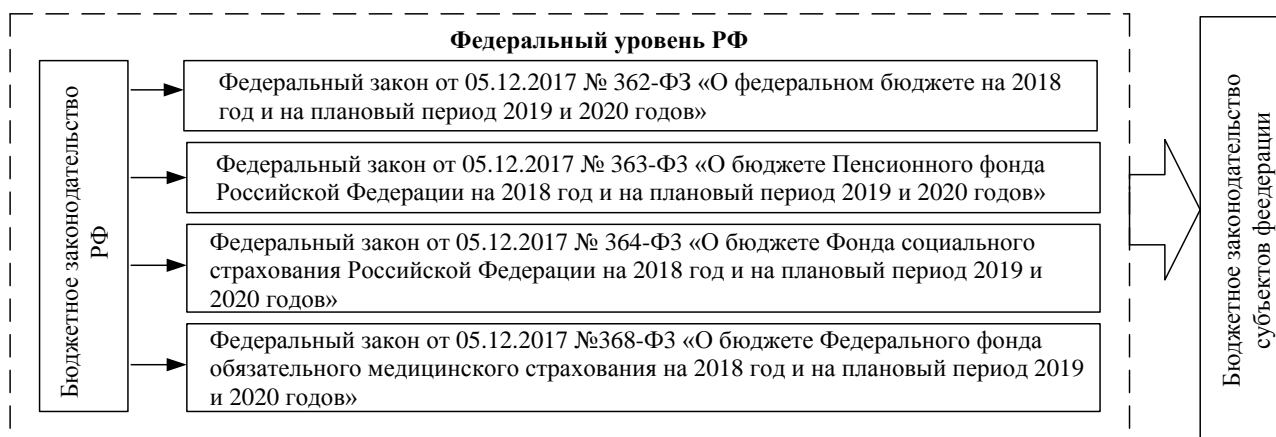 Федеральный уровень РФ
Бюджетное законодательство
РФ
Федеральный закон от 05.12.2017 № 362-ФЗ «О федеральном бюджете на 2018
год и на плановый период 2019 и 2020 годов»
Федеральный закон от 05.12.2017 № 363-ФЗ «О бюджете Пенсионного фонда
Российской Федерации на 2018 год и на плановый период 2019 и 2020 годов»
Федеральный закон от 05.12.2017 № 364-ФЗ «О бюджете Фонда социального
страхования Российской Федерации на 2018 год и на плановый период 2019 и
2020 годов»
Федеральный закон от 05.12.2017 №368-ФЗ «О бюджете Федерального фонда
обязательного медицинского страхования на 2018 год и на плановый период 2019
и 2020 годов»
Бюджетное законодательство
субъектов феедерации